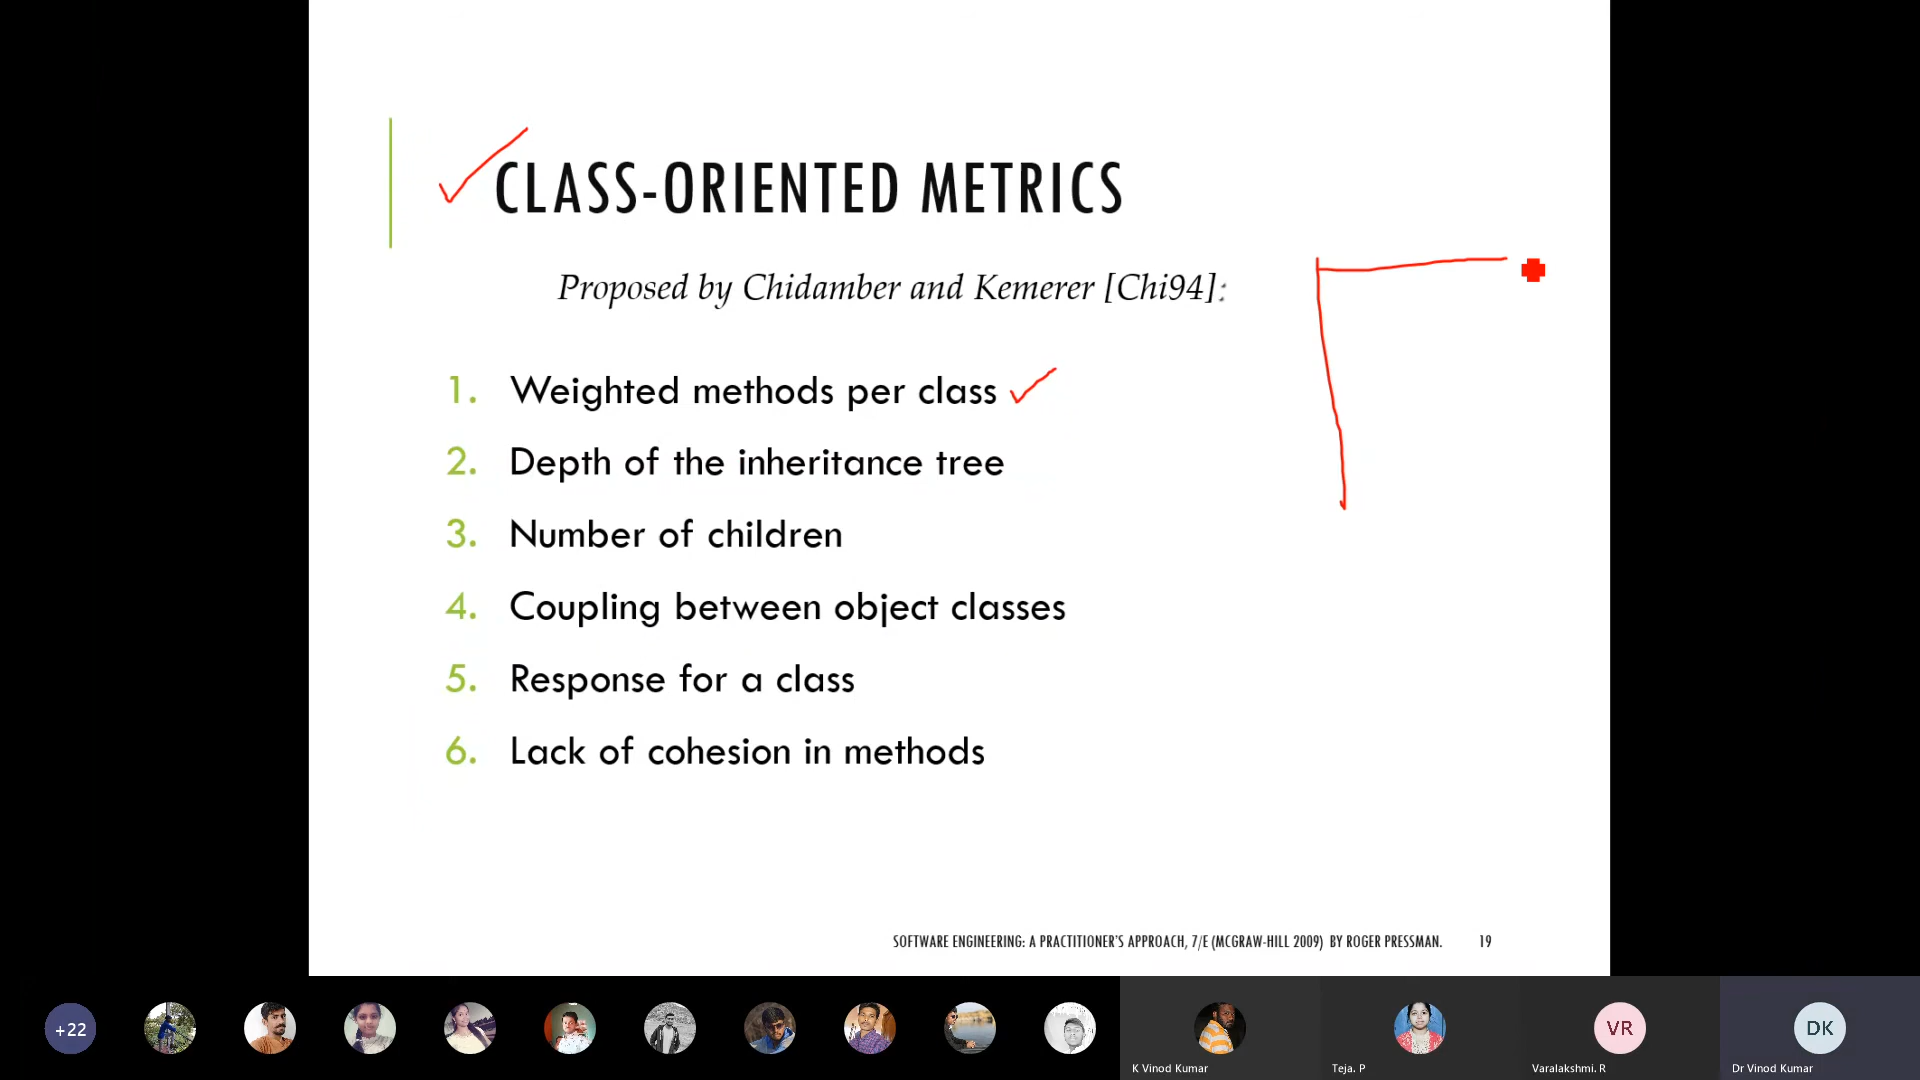 CLASS-ORIENTED METRICS
Proposed by Chidamber and Kemerer [Chi94]:
1. Weighted methods per class
2. Depth of the inheritance tree
3. Number of children
4. Coupling between object classes
5. Response for a class
6. Lack of cohesion in methods
SOFTWARE ENGINEERING: A PRACTITIONER'S APPROACH, 7/E (MCGRAW-HILL 2009) BY ROGER PRESSMAN. 19
+22
VR
DK
K Vinod Kumar
Teja. P
Varalakshmi. R
Dr Vinod Kumar